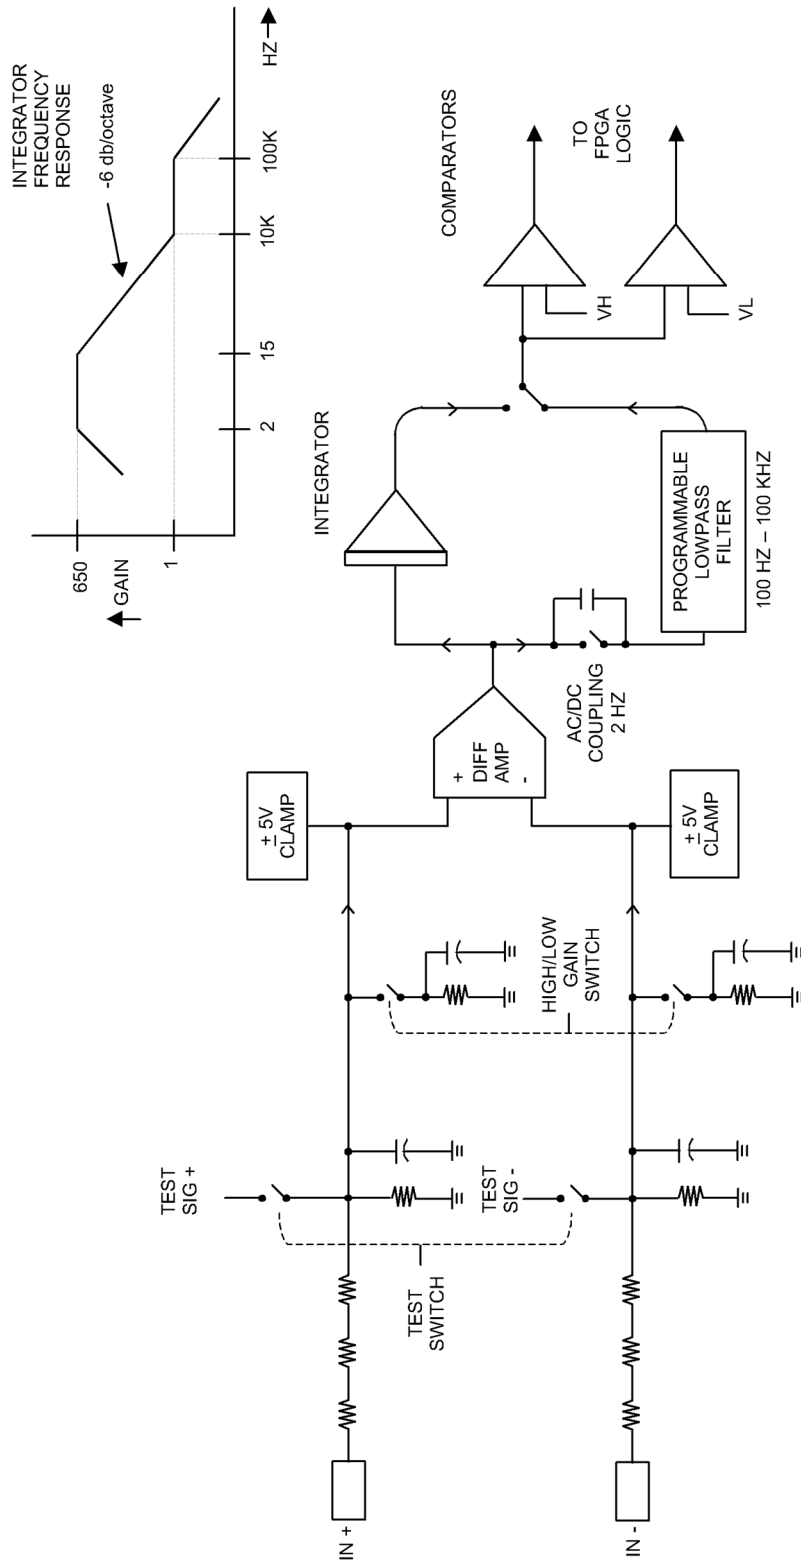 INTEGRATOR
FREQUENCY
RESPONSE
-6 db/octave
650
1
GAIN
2
15
10K
100K
HZ
IN +
IN -
TEST
SIG +
TEST
SIG -
TEST
SWITCH
HIGH/LOW
GAIN
SWITCH
± 5V
CLAMP
± 5V
CLAMP
+
DIFF
AMP
-
AC/DC
COUPLING
2 HZ
INTEGRATOR
PROGRAMMABLE
LOWPASS
FILTER
100 HZ – 100 KHZ
COMPARATORS
VH
VL
TO
FPGA
LOGIC